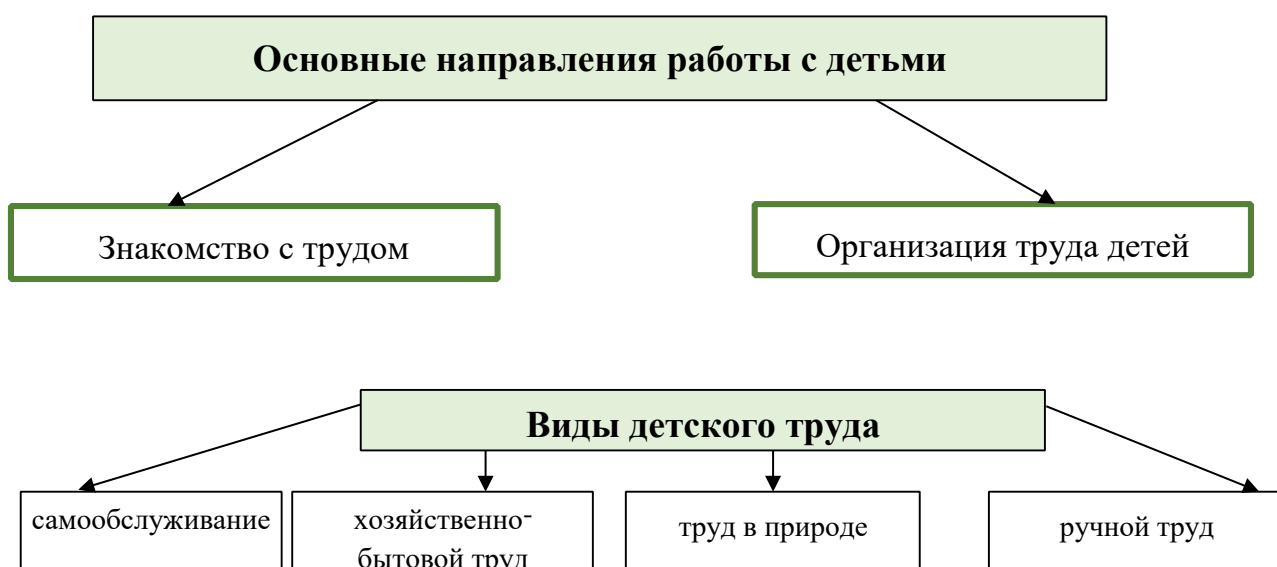 Основные направления работы с детьми
Знакомство с трудом
Организация труда детей
Виды детского труда
самообслуживание
хозяйственно-
бытовой труд
труд в природе
ручной труд